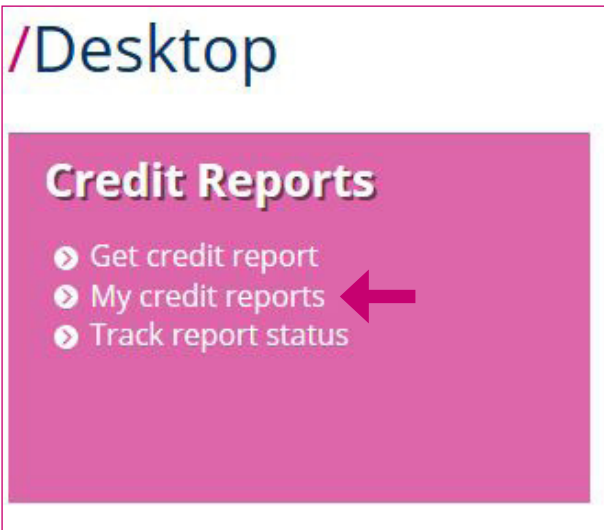 /Desktop
Credit Reports
Get credit report
My credit reports
Track report status